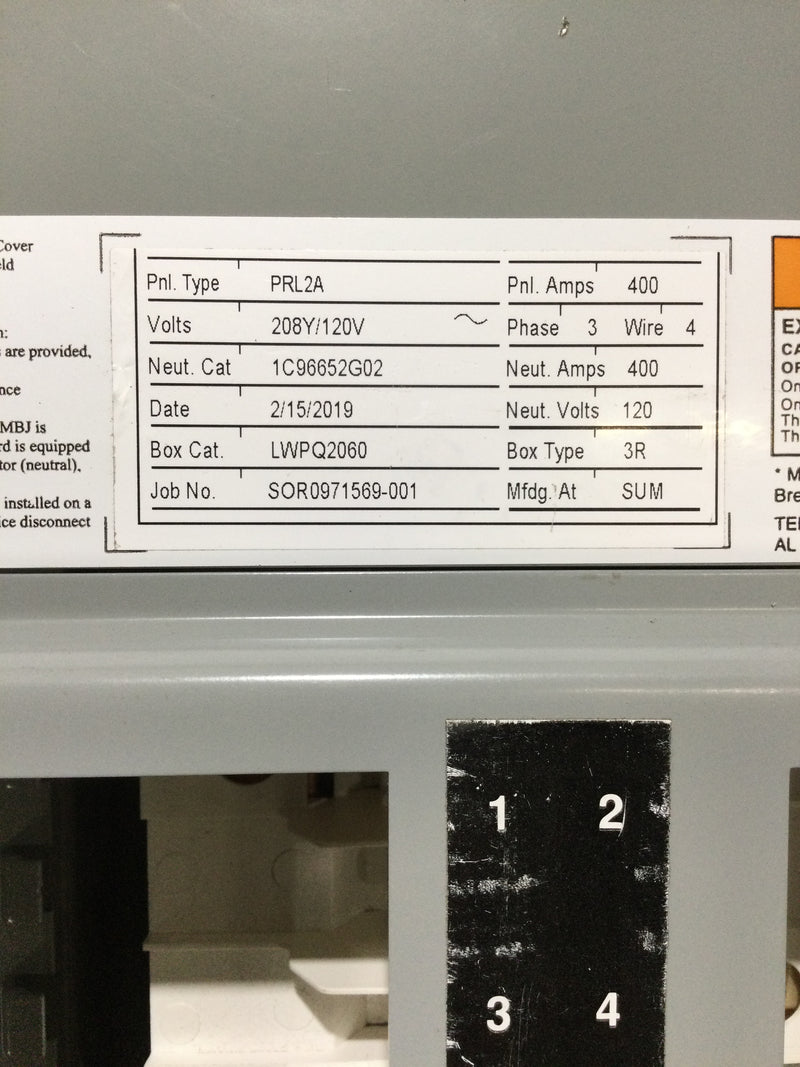 Cover
eld
n:
s are provided,
nce
MBJ is
rd is equipped
tor (neutral),
installed on a
ice disconnect
Pnl. Type PRL2A Pnl. Amps 400
Volts 208Y/120V ~ Phase 3 Wire 4
Neut. Cat 1C96652G02 Neut. Amps 400
Date 2/15/2019 Neut. Volts 120
Box Cat. LWPQ2060 Box Type 3R
Job No. SOR0971569-001 Mfdg. At SUM
EX
CA
OF
On
On
Th
Th
* M
Bre
TE
AL
1 2
3 4